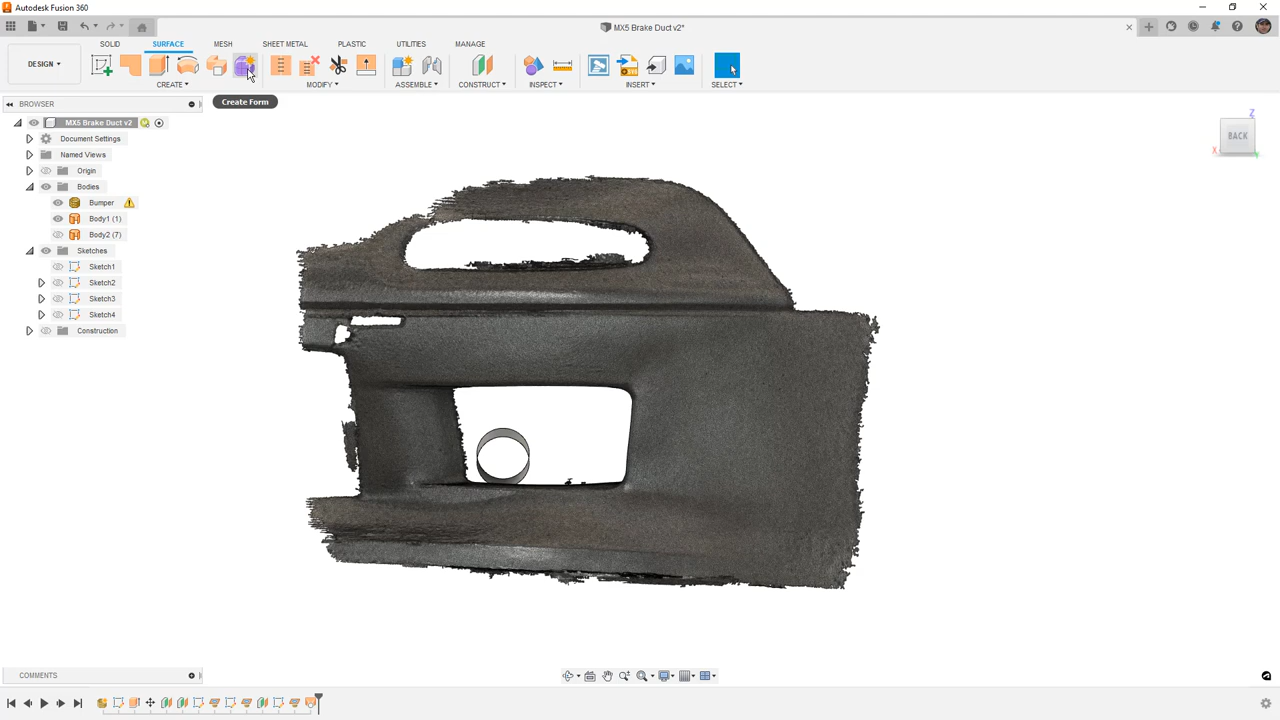 Autodesk Fusion 360
MX5 Brake Duct v2*
SOLID
SURFACE
MESH
SHEET METAL
PLASTIC
UTILITIES
MANAGE
DESIGN
CREATE
MODIFY
ASSEMBLE
CONSTRUCT
INSPECT
INSERT
SELECT
Create Form
BROWSER
MX5 Brake Duct v2
Document Settings
Named Views
Origin
Bodies
Bumper
Body1 (1)
Body2 (7)
Sketches
Sketch1
Sketch2
Sketch3
Sketch4
Construction
Z
BACK
X
COMMENTS